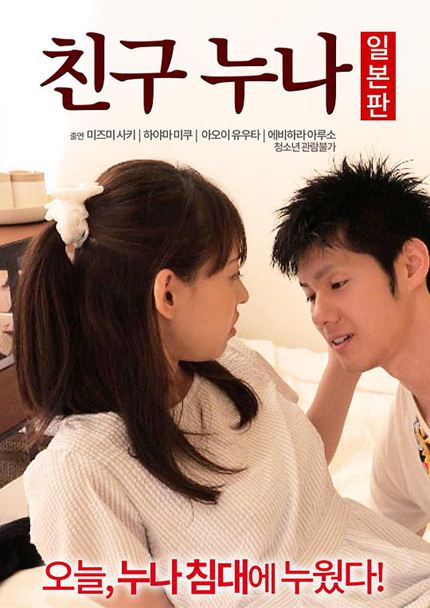 친구 누나
일본판
출연 미즈미 사키 | 하야마 미쿠 | 아오이 유우타 | 에비하라 아루소
청소년 관람불가
오늘, 누나 침대에 누웠다!